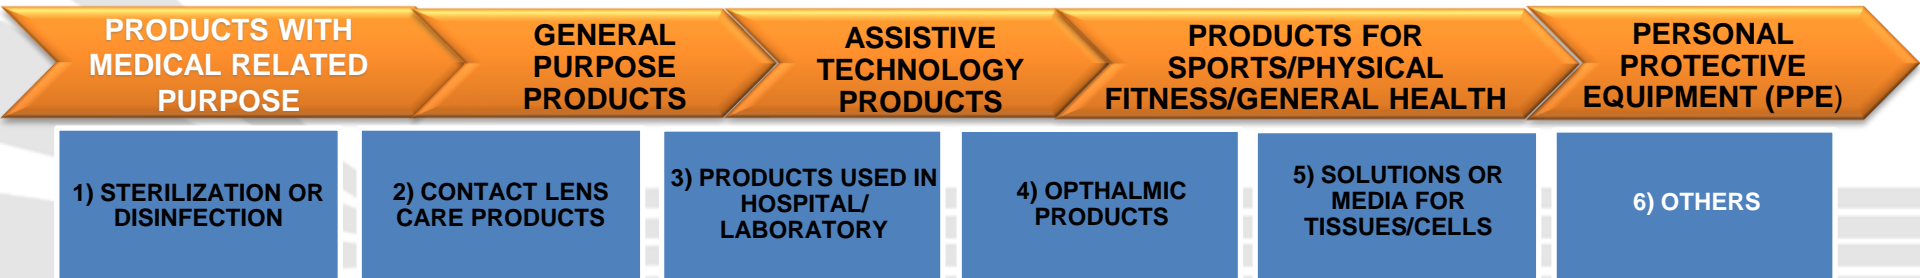 PRODUCTS WITH
MEDICAL RELATED
PURPOSE
GENERAL
PURPOSE
PRODUCTS
ASSISTIVE
TECHNOLOGY
PRODUCTS
PRODUCTS FOR
SPORTS/PHYSICAL
FITNESS/GENERAL HEALTH
PERSONAL
PROTECTIVE
EQUIPMENT (PPE)
1) STERILIZATION OR
DISINFECTION
2) CONTACT LENS
CARE PRODUCTS
3) PRODUCTS USED IN
HOSPITAL/
LABORATORY
4) OPTHALMIC
PRODUCTS
5) SOLUTIONS OR
MEDIA FOR
TISSUES/CELLS
6) OTHERS